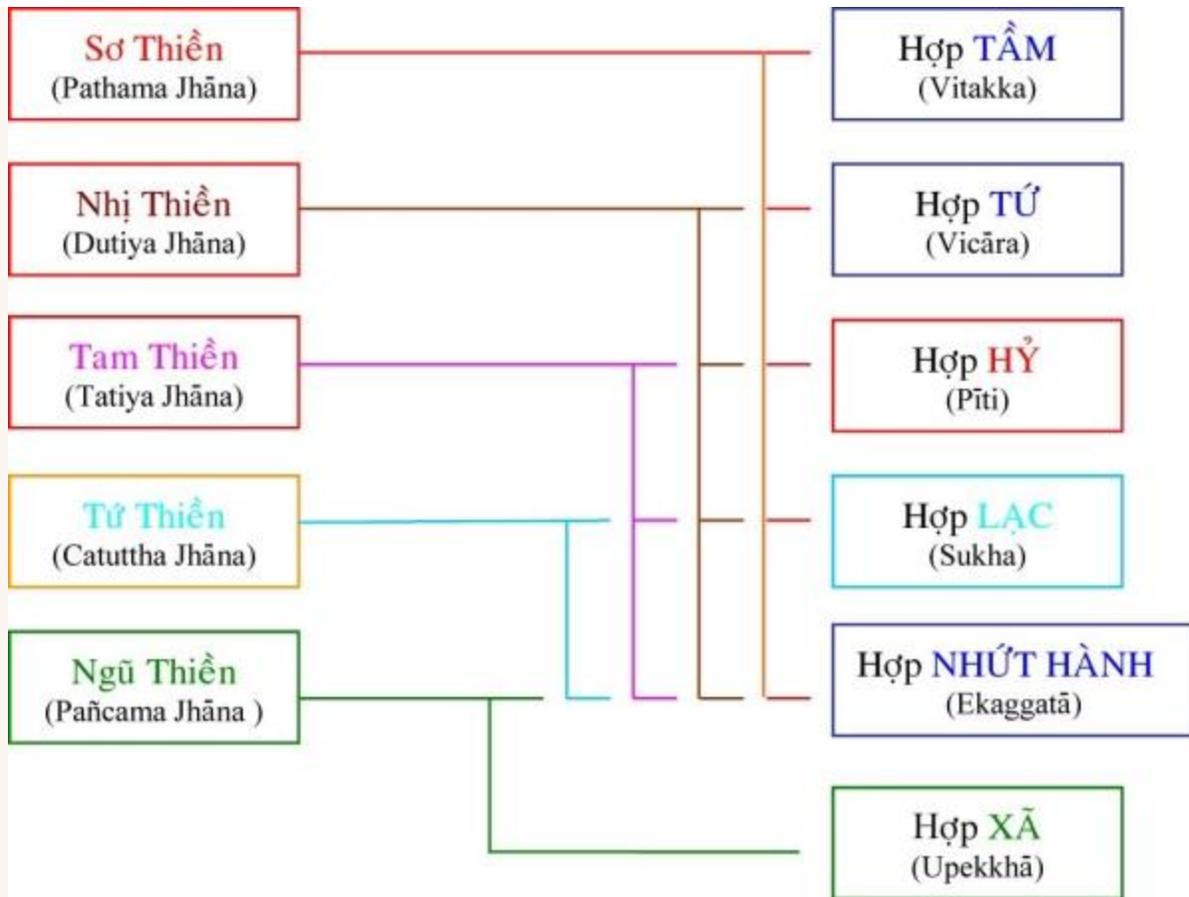 Sơ Thiền
(Pathama Jhāna)
Hợp TẦM
(Vitakka)
Nhị Thiền
(Dutiya Jhāna)
Hợp TỨ
(Vicāra)
Tam Thiền
(Tatiya Jhāna)
Hợp HỶ
(Pīti)
Tứ Thiền
(Catuttha Jhāna)
Hợp LẠC
(Sukha)
Ngũ Thiền
(Pañcama Jhāna )
Hợp NHỨT HÀNH
(Ekaggatā)
Hợp XÃ
(Upekkhā)